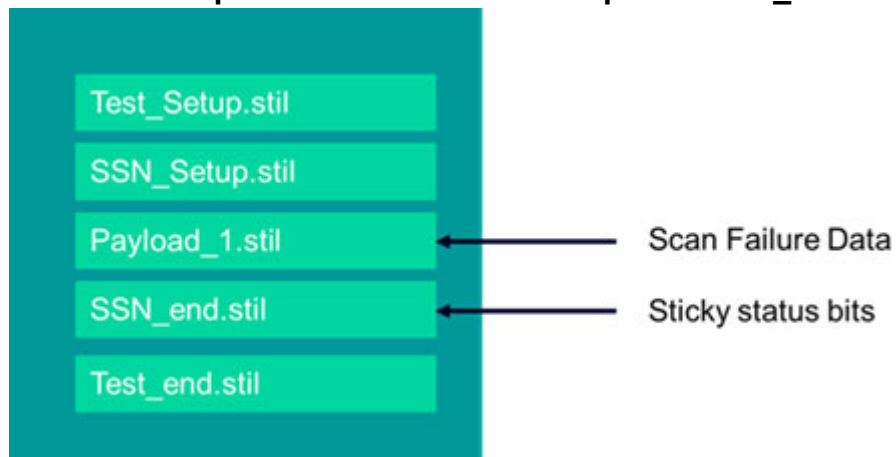 Test_Setup.stil
SSN_Setup.stil
Payload_1.stil
Scan Failure Data
SSN_end.stil
Sticky status bits
Test_end.stil